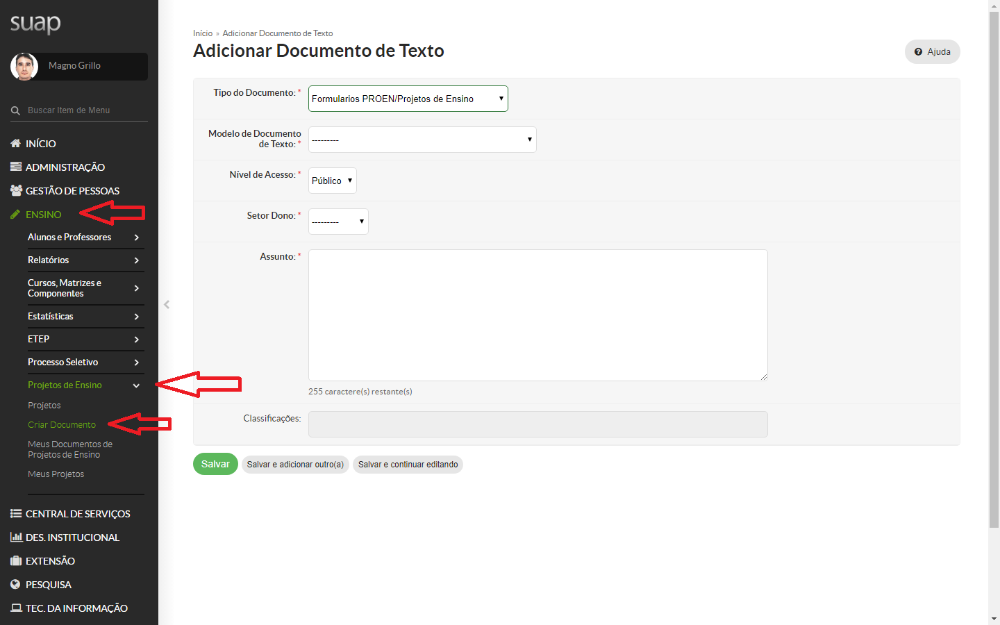 suap
Magno Grillo
Buscar Item de Menu
INÍCIO
ADMINISTRAÇÃO
GESTÃO DE PESSOAS
ENSINO
Alunos e Professores
Relatórios
Cursos, Matrizes e
Componentes
Estatísticas
ETEP
Processo Seletivo
Projetos de Ensino
Projetos
Criar Documento
Meus Documentos de
Projetos de Ensino
Meus Projetos
CENTRAL DE SERVIÇOS
DES. INSTITUCIONAL
EXTENSÃO
PESQUISA
TEC. DA INFORMAÇÃO
Início » Adicionar Documento de Texto
Adicionar Documento de Texto
Ajuda
Tipo do Documento: * Formularios PROEN/Projetos de Ensino
Modelo de Documento
de Texto: * ---------
Nível de Acesso: * Público
Setor Dono: * ---------
Assunto: *
255 caractere(s) restante(s)
Classificações:
Salvar Salvar e adicionar outro(a) Salvar e continuar editando